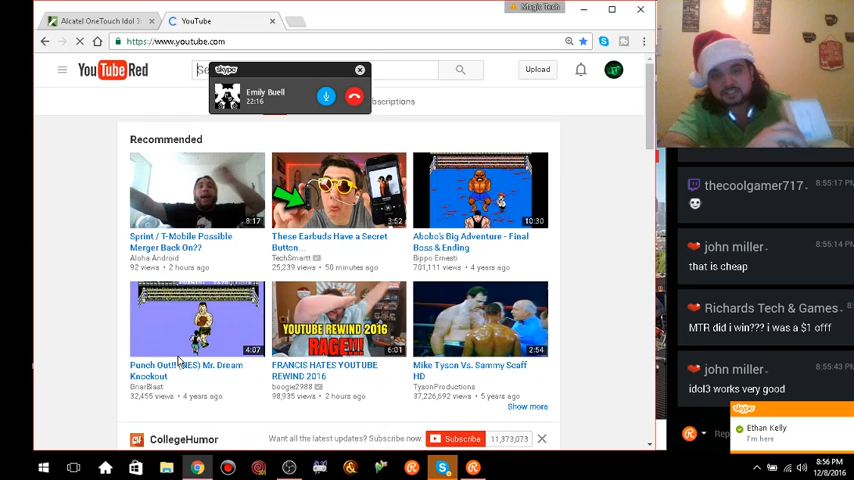 Magic Tech
Alcatel OneTouch Idol
YouTube
https://www.youtube.com
YouTube Red
Upload
skype
Emily Buell
22:16
bscriptions
Recommended
8:17
3:52
10:30
Sprint / T-Mobile Possible
Merger Back On??
Aloha Android
92 views • 2 hours ago
These Earbuds Have a Secret
Button...
TechSmartt
25,239 views • 50 minutes ago
Abobo's Big Adventure - Final
Boss & Ending
Bippo Ernesti
701,111 views • 4 years ago
4:07
YOUTUBE REWIND 2016
RAGE!!!
6:01
2:54
Punch Out!! (NES) Mr. Dream
Knockout
GnarBlast
32,455 views • 4 years ago
FRANCIS HATES YOUTUBE
REWIND 2016
boogie2988
98,935 views • 2 hours ago
Mike Tyson Vs. Sammy Scaff
HD
TysonProductions
37,226,692 views • 5 years ago
Show more
CollegeHumor
Want all the latest updates? Subscribe now.
Subscribe
11,373,073
thecoolgamer717
8:55:17 PM
john miller
8:55:14 P
that is cheap
Richards Tech & Games
8:
MTR did i win??? i was a $1 offf
john miller
8:55:43 P
idol3 works very good
skype
Ethan Kelly
I'm here
Rep
8:56 PM
12/8/2016